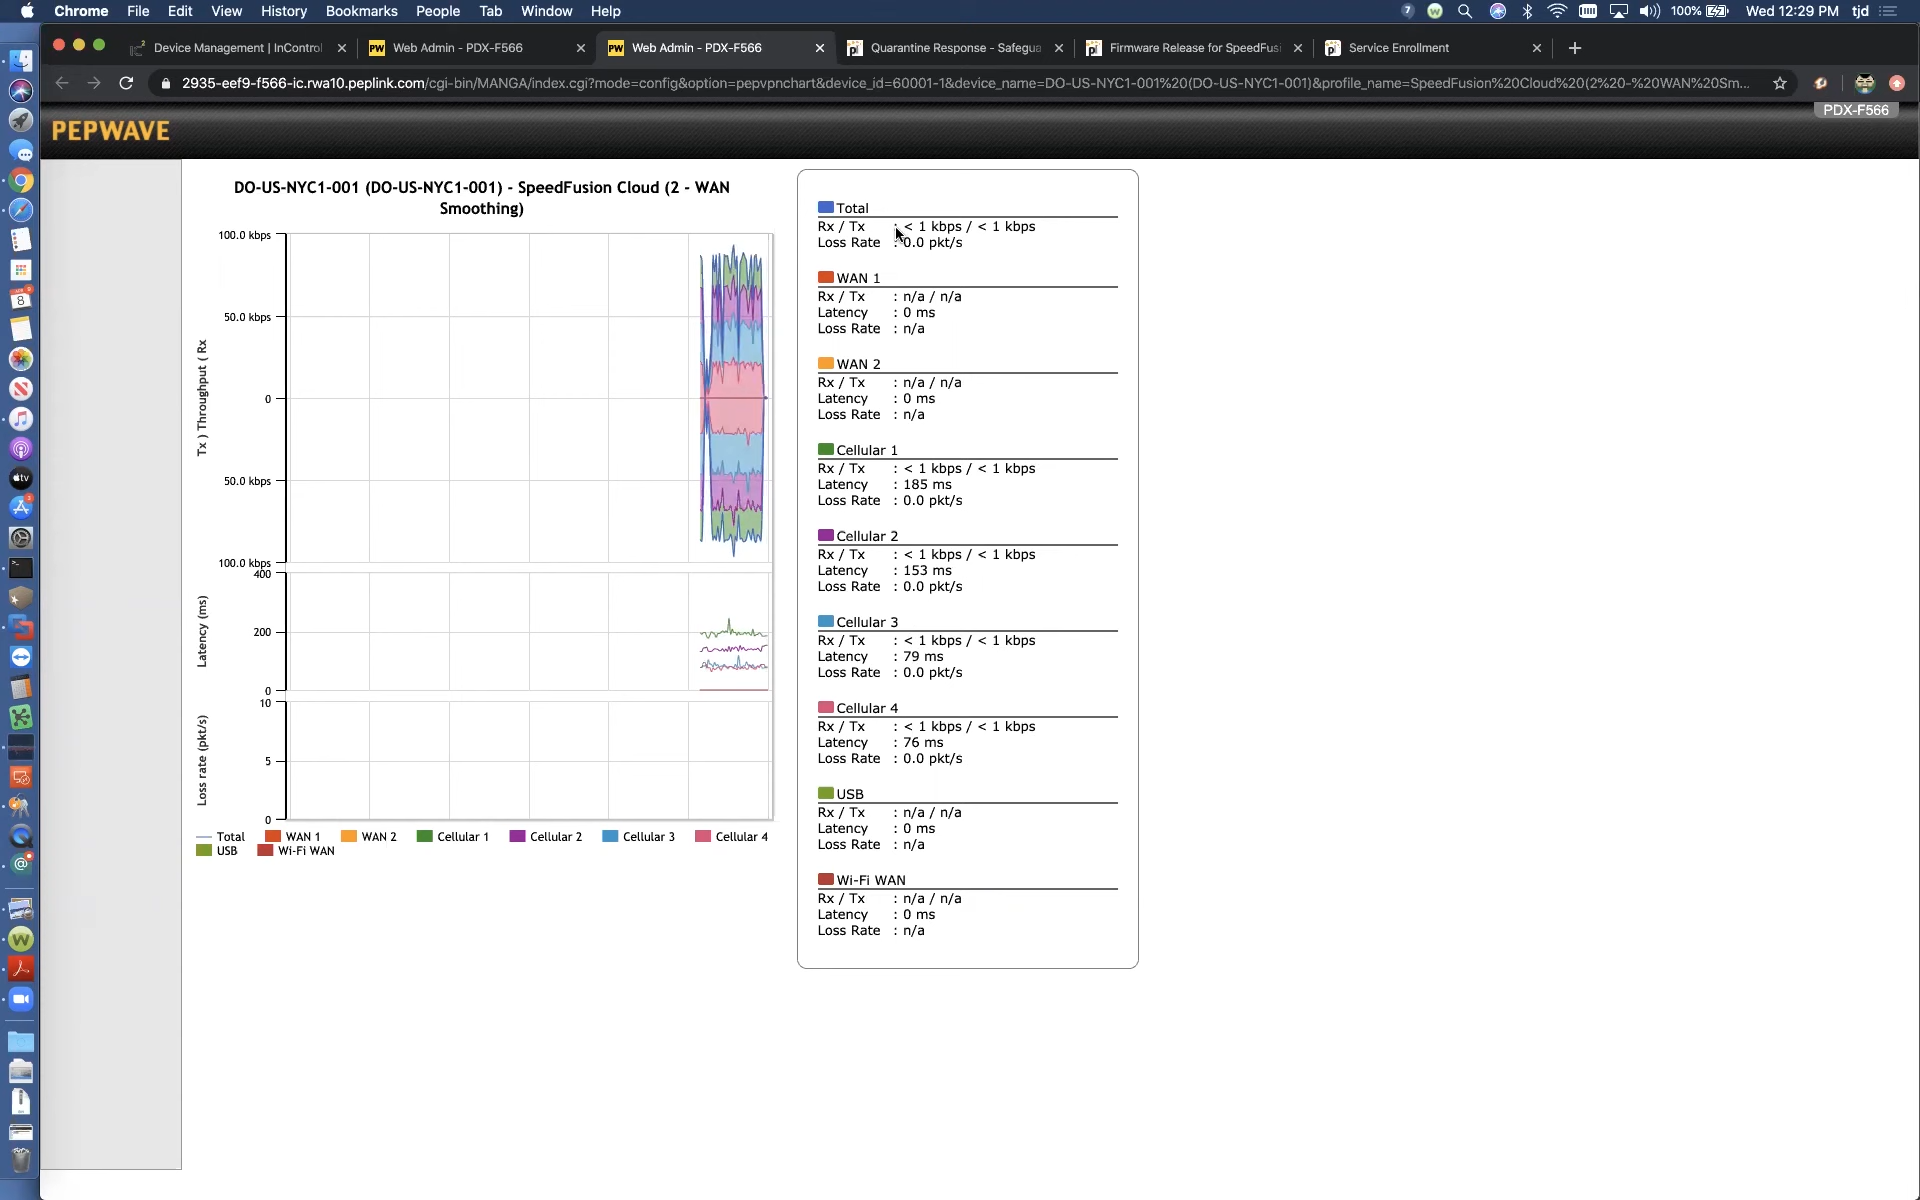 Chrome File Edit View History Bookmarks People Tab Window Help
7 100% Wed 12:29 PM tjd
Device Management | InControl
Web Admin - PDX-F566
Web Admin - PDX-F566
Quarantine Response - Safegua
Firmware Release for SpeedFusi
Service Enrollment
2935-eef9-f566-ic.rwa10.peplink.com/cgi-bin/MANGA/index.cgi?mode=config&option=pepvpnchart&device_id=60001-1&device_name=DO-US-NYC1-001%20(DO-US-NYC1-001)&profile_name=SpeedFusion%20Cloud%20(2%20-%20WAN%20Sm...
PDX-F566
PEPWAVE
DO-US-NYC1-001 (DO-US-NYC1-001) - SpeedFusion Cloud (2 - WAN
Smoothing)
Tx ) Throughput ( Rx
100.0 kbps
50.0 kbps
0
50.0 kbps
100.0 kbps
Latency (ms)
400
200
0
Loss rate (pkt/s)
10
5
0
Total WAN 1 WAN 2 Cellular 1 Cellular 2 Cellular 3 Cellular 4
USB Wi-Fi WAN
Total
Rx / Tx : < 1 kbps / < 1 kbps
Loss Rate : 0.0 pkt/s
WAN 1
Rx / Tx : n/a / n/a
Latency : 0 ms
Loss Rate : n/a
WAN 2
Rx / Tx : n/a / n/a
Latency : 0 ms
Loss Rate : n/a
Cellular 1
Rx / Tx : < 1 kbps / < 1 kbps
Latency : 185 ms
Loss Rate : 0.0 pkt/s
Cellular 2
Rx / Tx : < 1 kbps / < 1 kbps
Latency : 153 ms
Loss Rate : 0.0 pkt/s
Cellular 3
Rx / Tx : < 1 kbps / < 1 kbps
Latency : 79 ms
Loss Rate : 0.0 pkt/s
Cellular 4
Rx / Tx : < 1 kbps / < 1 kbps
Latency : 76 ms
Loss Rate : 0.0 pkt/s
USB
Rx / Tx : n/a / n/a
Latency : 0 ms
Loss Rate : n/a
Wi-Fi WAN
Rx / Tx : n/a / n/a
Latency : 0 ms
Loss Rate : n/a
8
tv